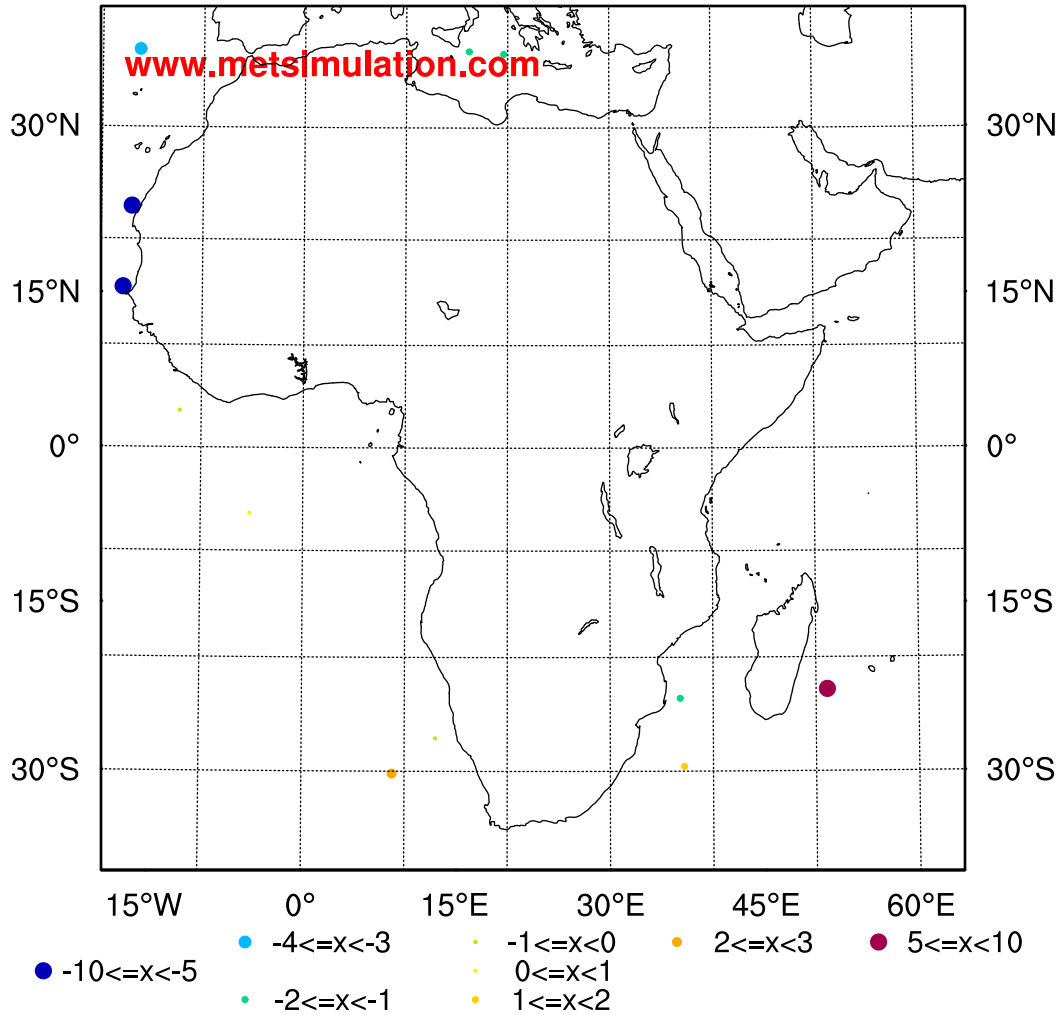 www.metsimulation.com
30°N 30°N
15°N 15°N
0° 0°
15°S 15°S
30°S 30°S
15°W 0° 15°E 30°E 45°E 60°E
-4<=x<-3 -1<=x<0 2<=x<3 5<=x<10
-10<=x<-5 0<=x<1
-2<=x<-1 1<=x<2